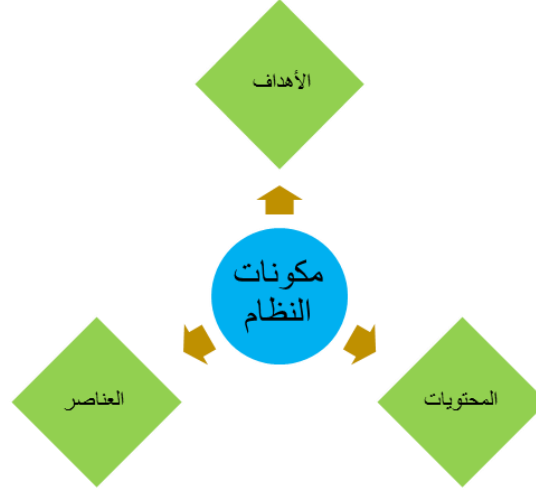 الأهداف
مكونات
النظام
المحتويات
العناصر